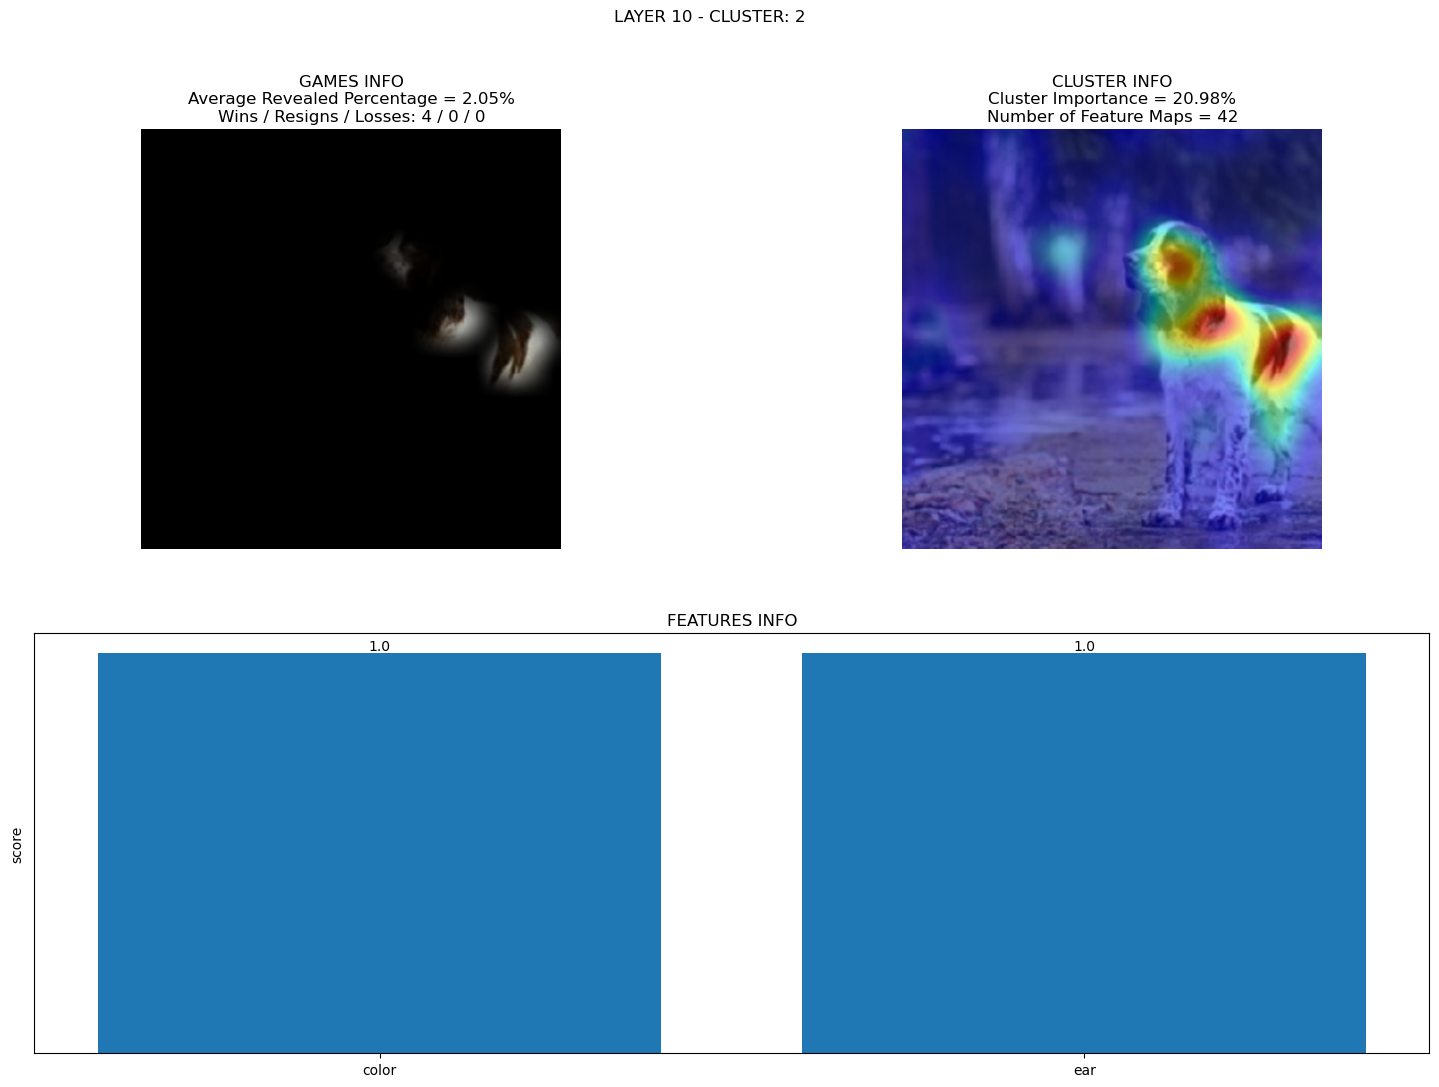 LAYER 10 - CLUSTER: 2
GAMES INFO
Average Revealed Percentage = 2.05%
Wins / Resigns / Losses: 4 / 0 / 0
CLUSTER INFO
Cluster Importance = 20.98%
Number of Feature Maps = 42
FEATURES INFO
1.0
1.0
score
color
ear